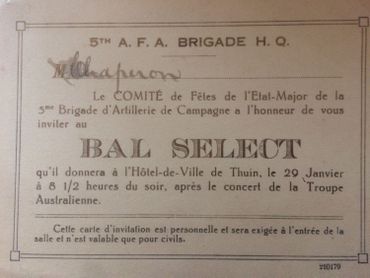 5TH A. F. A. BRIGADE H. Q.
M Chaperon
Le COMITÉ de Fêtes de l'Etat-Major de la
5me Brigade d'Artillerie de Campagne a l'honneur de vous
inviter au
BAL SELECT
qu'il donnera à l'Hôtel-de-Ville de Thuin, le 29 Janvier
à 8 1/2 heures du soir, après le concert de la Troupe
Australienne.
Cette carte d'invitation est personnelle et sera exigée à l'entrée de la
salle et n'est valable que pour civils.
210179